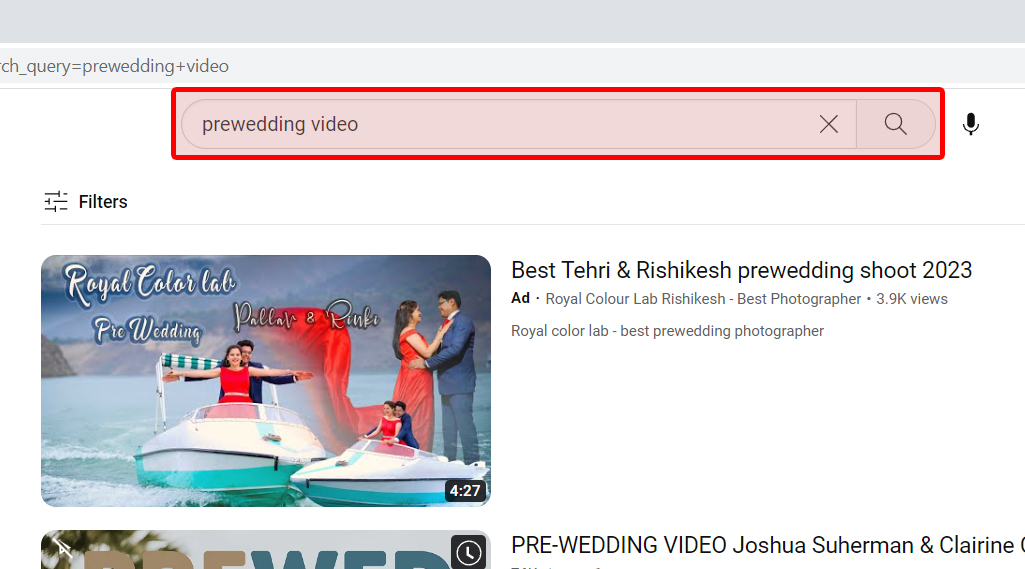 rch_query=prewedding+video
prewedding video
Filters
Royal Color lab
Pre Wedding
Pallav & Rinki
4:27
Best Tehri & Rishikesh prewedding shoot 2023
Ad · Royal Colour Lab Rishikesh - Best Photographer • 3.9K views
Royal color lab - best prewedding photographer
PREWED
PRE-WEDDING VIDEO Joshua Suherman & Clairine